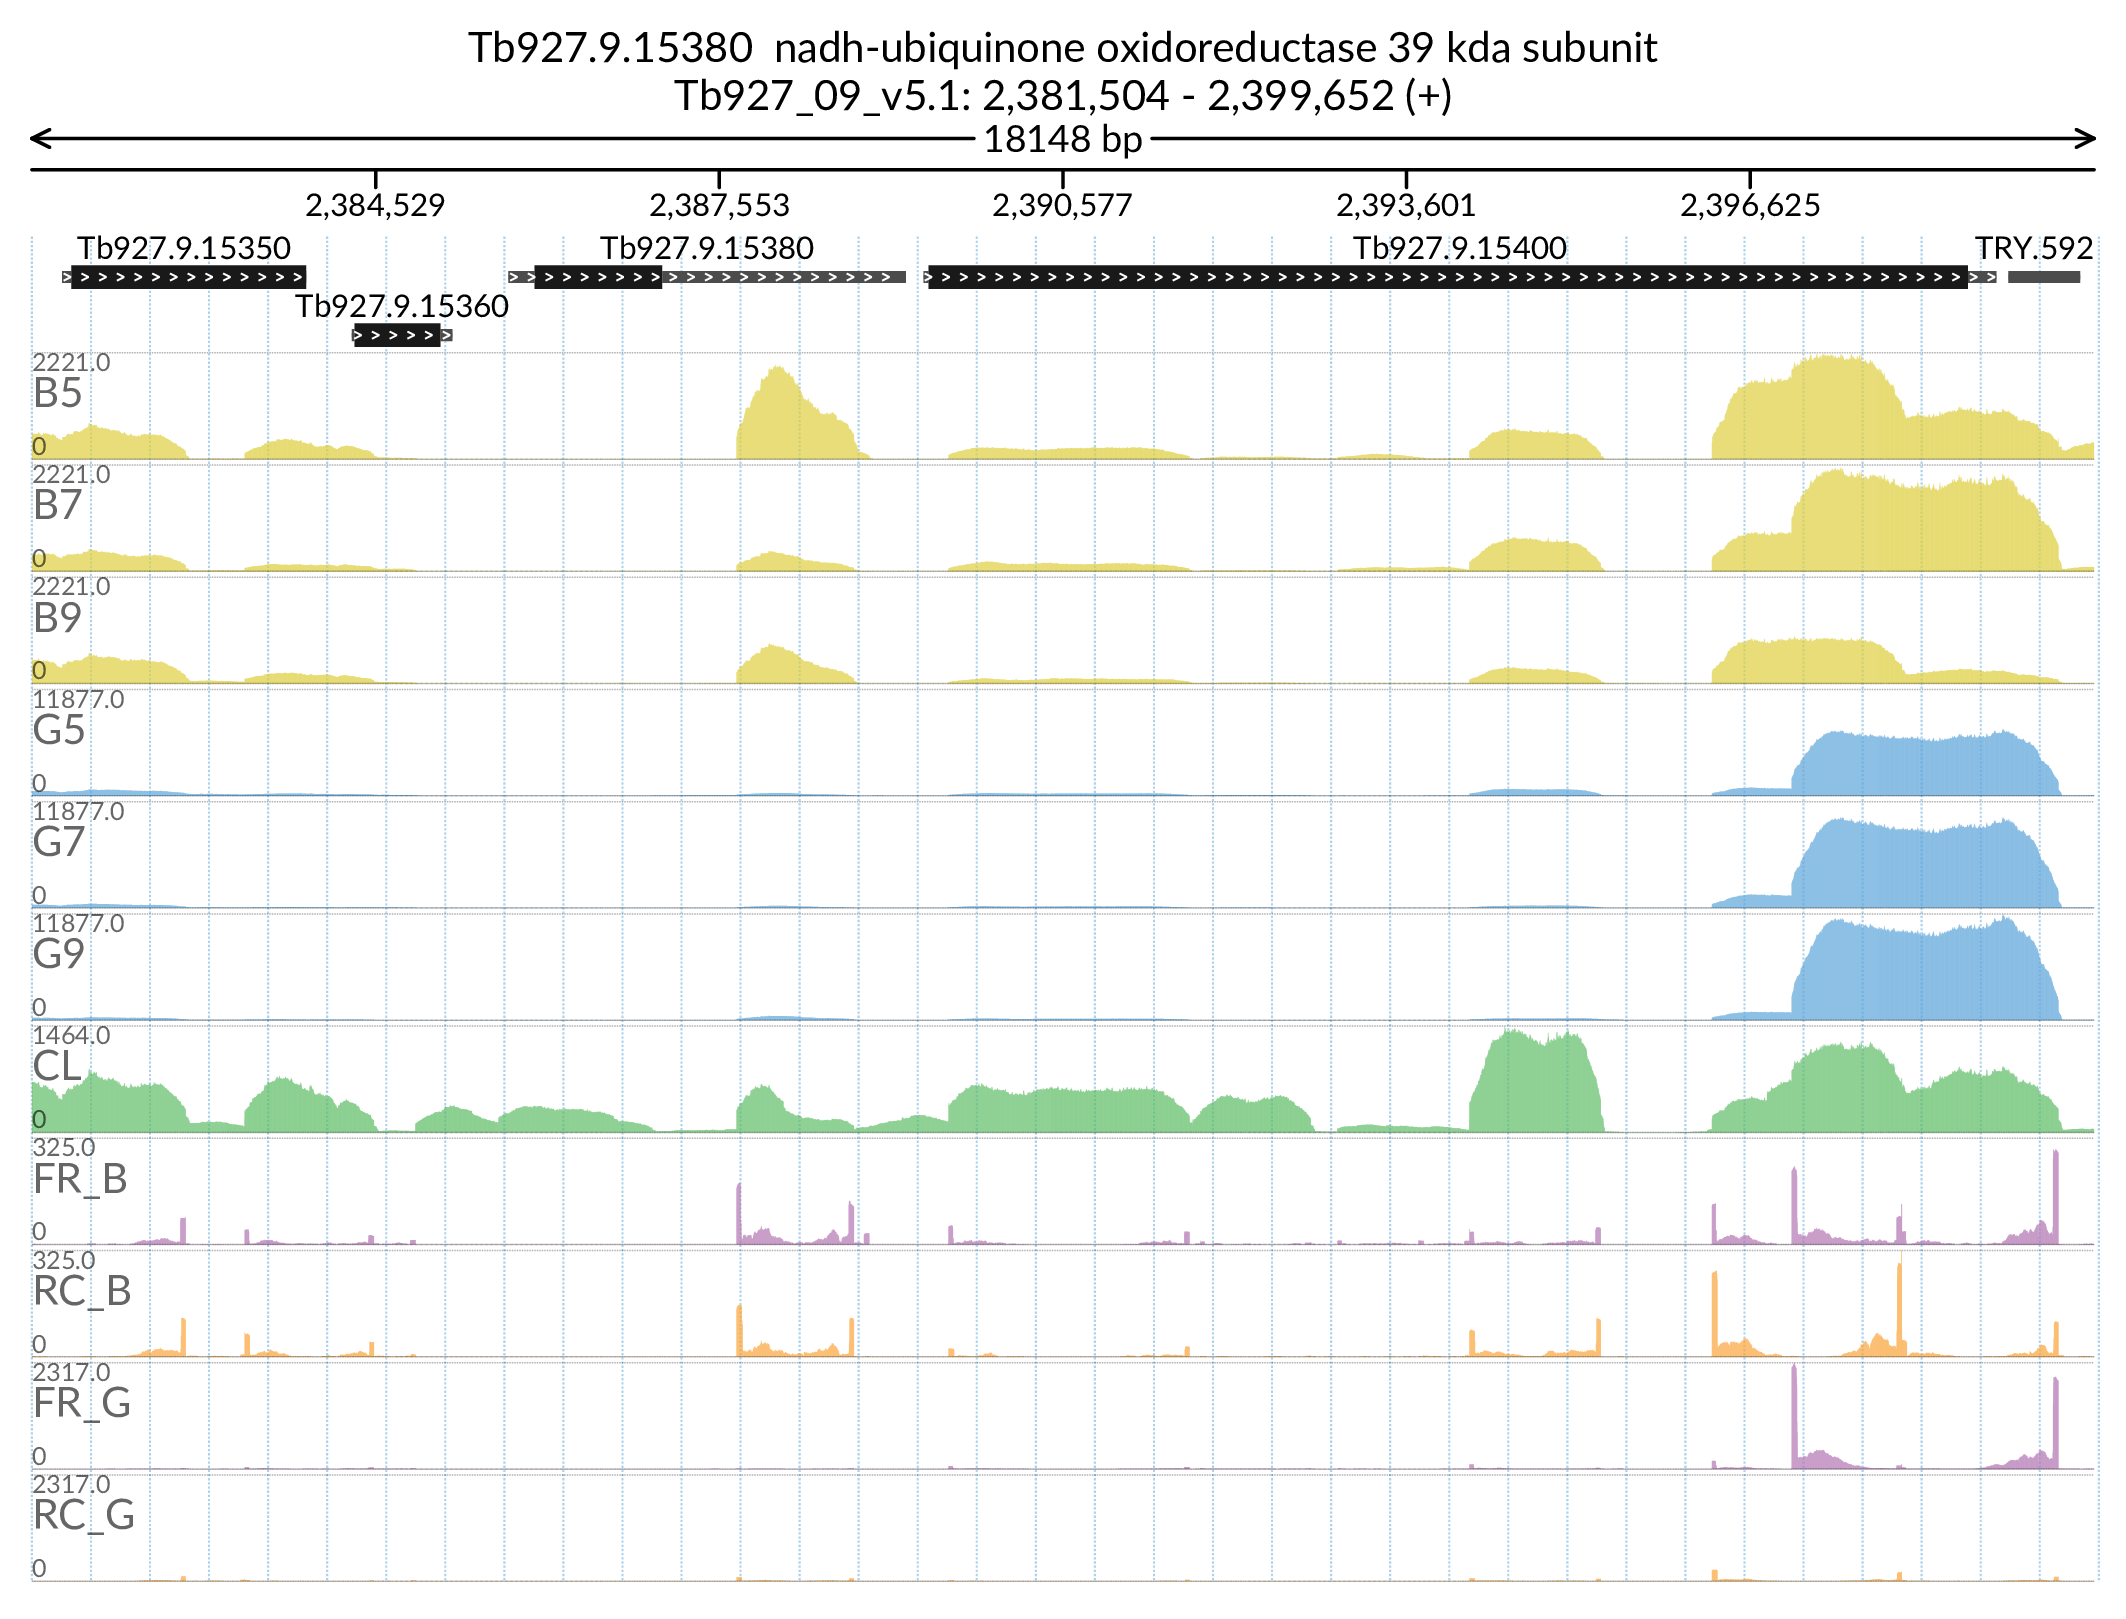 Tb927.9.15380  nadh-ubiquinone oxidoreductase 39 kda subunit
Tb927_09_v5.1: 2,381,504 - 2,399,652 (+)
18148 bp
2,384,529 2,387,553 2,390,577 2,393,601 2,396,625
Tb927.9.15350 Tb927.9.15380 Tb927.9.15400 TRY.592
Tb927.9.15360
2221.0
B5
0
2221.0
B7
0
2221.0
B9
0
11877.0
G5
0
11877.0
G7
0
11877.0
G9
0
1464.0
CL
0
325.0
FR_B
0
325.0
RC_B
0
2317.0
FR_G
0
2317.0
RC_G
0